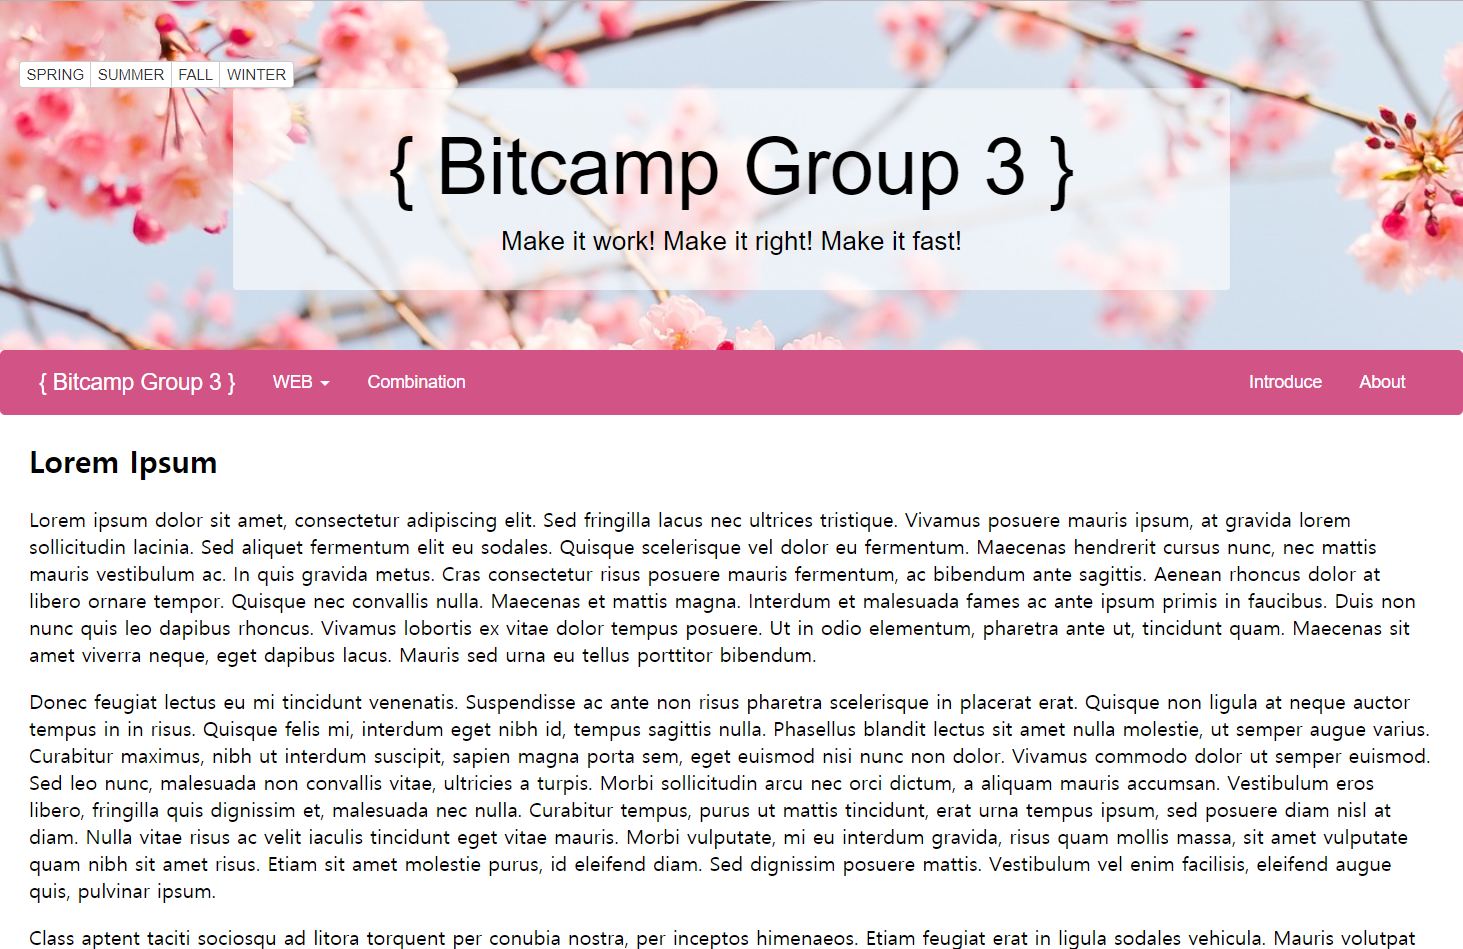 SPRING SUMMER FALL WINTER
{ Bitcamp Group 3 }
Make it work! Make it right! Make it fast!
{ Bitcamp Group 3 } WEB Combination Introduce About
Lorem Ipsum
Lorem ipsum dolor sit amet, consectetur adipiscing elit. Sed fringilla lacus nec ultrices tristique. Vivamus posuere mauris ipsum, at gravida lorem
sollicitudin lacinia. Sed aliquet fermentum elit eu sodales. Quisque scelerisque vel dolor eu fermentum. Maecenas hendrerit cursus nunc, nec mattis
mauris vestibulum ac. In quis gravida metus. Cras consectetur risus posuere mauris fermentum, ac bibendum ante sagittis. Aenean rhoncus dolor at
libero ornare tempor. Quisque nec convallis nulla. Maecenas et mattis magna. Interdum et malesuada fames ac ante ipsum primis in faucibus. Duis non
nunc quis leo dapibus rhoncus. Vivamus lobortis ex vitae dolor tempus posuere. Ut in odio elementum, pharetra ante ut, tincidunt quam. Maecenas sit
amet viverra neque, eget dapibus lacus. Mauris sed urna eu tellus porttitor bibendum.
Donec feugiat lectus eu mi tincidunt venenatis. Suspendisse ac ante non risus pharetra scelerisque in placerat erat. Quisque non ligula at neque auctor
tempus in in risus. Quisque felis mi, interdum eget nibh id, tempus sagittis nulla. Phasellus blandit lectus sit amet nulla molestie, ut semper augue varius.
Curabitur maximus, nibh ut interdum suscipit, sapien magna porta sem, eget euismod nisi nunc non dolor. Vivamus commodo dolor ut semper euismod.
Sed leo nunc, malesuada non convallis vitae, ultricies a turpis. Morbi sollicitudin arcu nec orci dictum, a aliquam mauris accumsan. Vestibulum eros
libero, fringilla quis dignissim et, malesuada nec nulla. Curabitur tempus, purus ut mattis tincidunt, erat urna tempus ipsum, sed posuere diam nisl at
diam. Nulla vitae risus ac velit iaculis tincidunt eget vitae mauris. Morbi vulputate, mi eu interdum gravida, risus quam mollis massa, sit amet vulputate
quam nibh sit amet risus. Etiam sit amet molestie purus, id eleifend diam. Sed dignissim posuere mattis. Vestibulum vel enim facilisis, eleifend augue
quis, pulvinar ipsum.
Class aptent taciti sociosqu ad litora torquent per conubia nostra, per inceptos himenaeos. Etiam feugiat erat in ligula sodales vehicula. Mauris volutpat